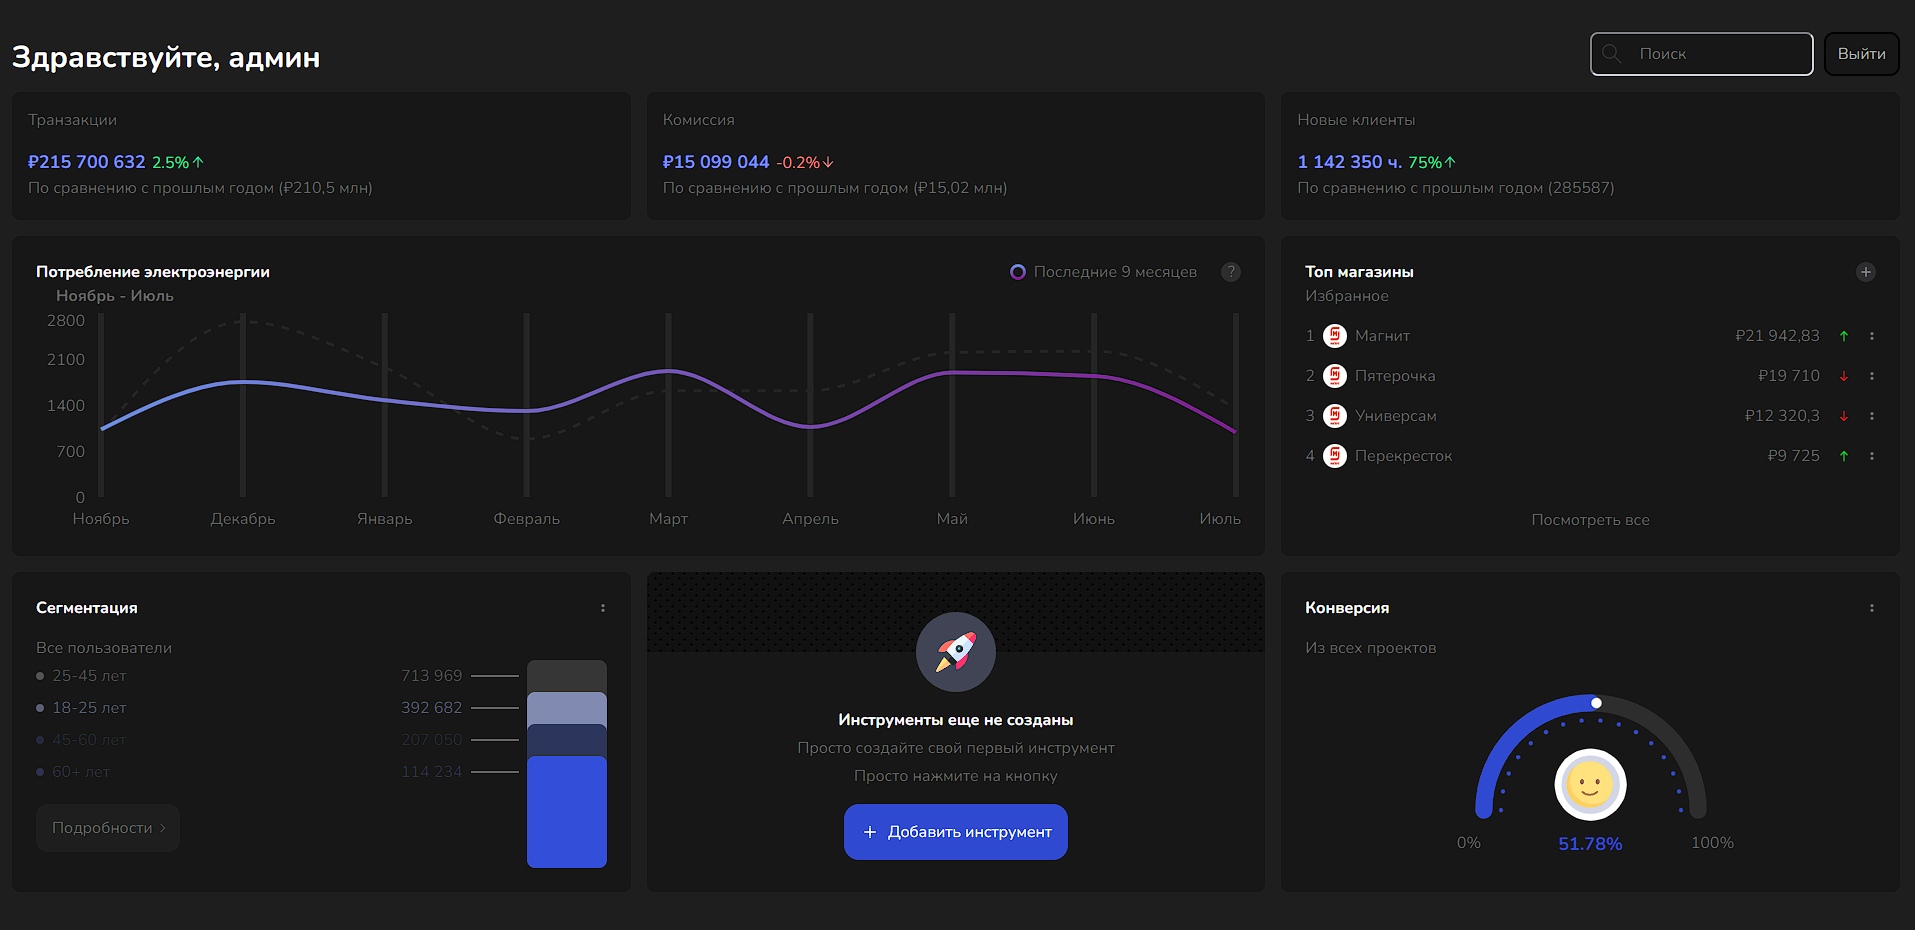 Здравствуйте, админ
Поиск
Выйти
Транзакции
₽215 700 632 2.5%↑
По сравнению с прошлым годом (₽210,5 млн)
Комиссия
₽15 099 044 -0.2%↓
По сравнению с прошлым годом (₽15,02 млн)
Новые клиенты
1 142 350 ч. 75%↑
По сравнению с прошлым годом (285587)
Потребление электроэнергии
Последние 9 месяцев
?
Ноябрь - Июль
2800
2100
1400
700
0
Ноябрь Декабрь Январь Февраль Март Апрель Май Июнь Июль
Топ магазины
Избранное
1 Магнит ₽21 942,83 ↑
2 Пятерочка ₽19 710 ↓
3 Универсам ₽12 320,3 ↓
4 Перекресток ₽9 725 ↑
Посмотреть все
Сегментация
Все пользователи
25-45 лет 713 969
18-25 лет 392 682
45-60 лет 207 050
60+ лет 114 234
Подробности >
Инструменты еще не созданы
Просто создайте свой первый инструмент
Просто нажмите на кнопку
+ Добавить инструмент
Конверсия
Из всех проектов
0% 51.78% 100%